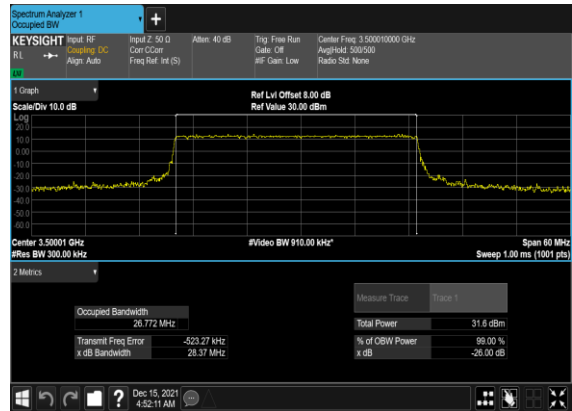 Spectrum Analyzer 1
Occupied BW
KEYSIGHT
RL
Input: RF
Coupling: DC
Align: Auto
Input Z: 50 Ω
Corr CCorr
Freq Ref: Int (S)
Atten: 40 dB
Trig: Free Run
Gate: Off
#IF Gain: Low
Center Freq: 3.500010000 GHz
Avg|Hold: 500/500
Radio Std: None
1 Graph
Scale/Div 10.0 dB
Ref Lvl Offset 8.00 dB
Ref Value 30.00 dBm
Log
20.0
10.0
0.00
-10.0
-20.0
-30.0
-40.0
-50.0
-60.0
Center 3.50001 GHz
#Res BW 300.00 kHz
#Video BW 910.00 kHz*
Span 60 MHz
Sweep 1.00 ms (1001 pts)
2 Metrics
Measure Trace
Trace 1
Occupied Bandwidth
26.772 MHz
Total Power 31.6 dBm
Transmit Freq Error -523.27 kHz
% of OBW Power 99.00 %
x dB Bandwidth 28.37 MHz
x dB -26.00 dB
?
Dec 15, 2021
4:52:11 AM